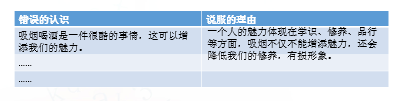 错误的认识
说服的理由
吸烟喝酒是一件很酷的事情，这可以增
添我们的魅力。
一个人的魅力体现在学识、修养、品行
等方面，吸烟不仅不能增添魅力，还会
降低我们的修养，有损形象。
……
……